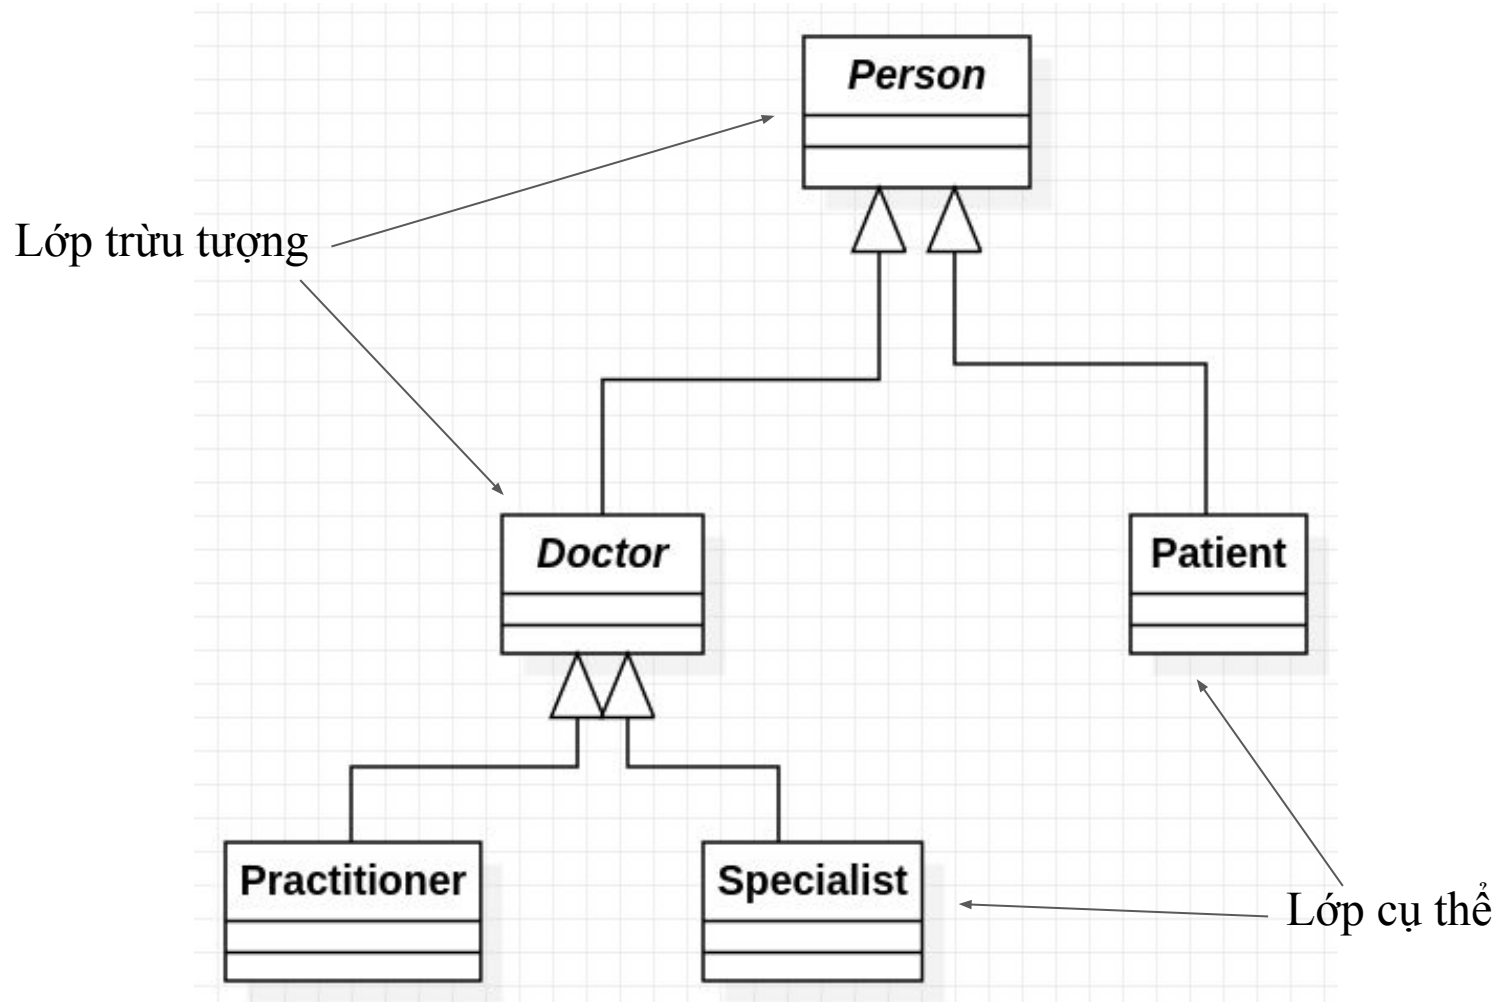 Person
Lớp trừu tượng
Doctor
Patient
Practitioner
Specialist
Lớp cụ thể